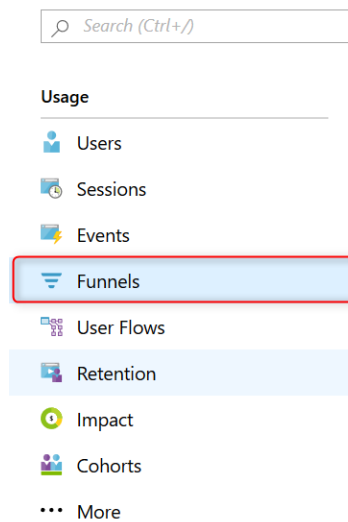 Search (Ctrl+/)
Usage
Users
Sessions
Events
Funnels
User Flows
Retention
Impact
Cohorts
More